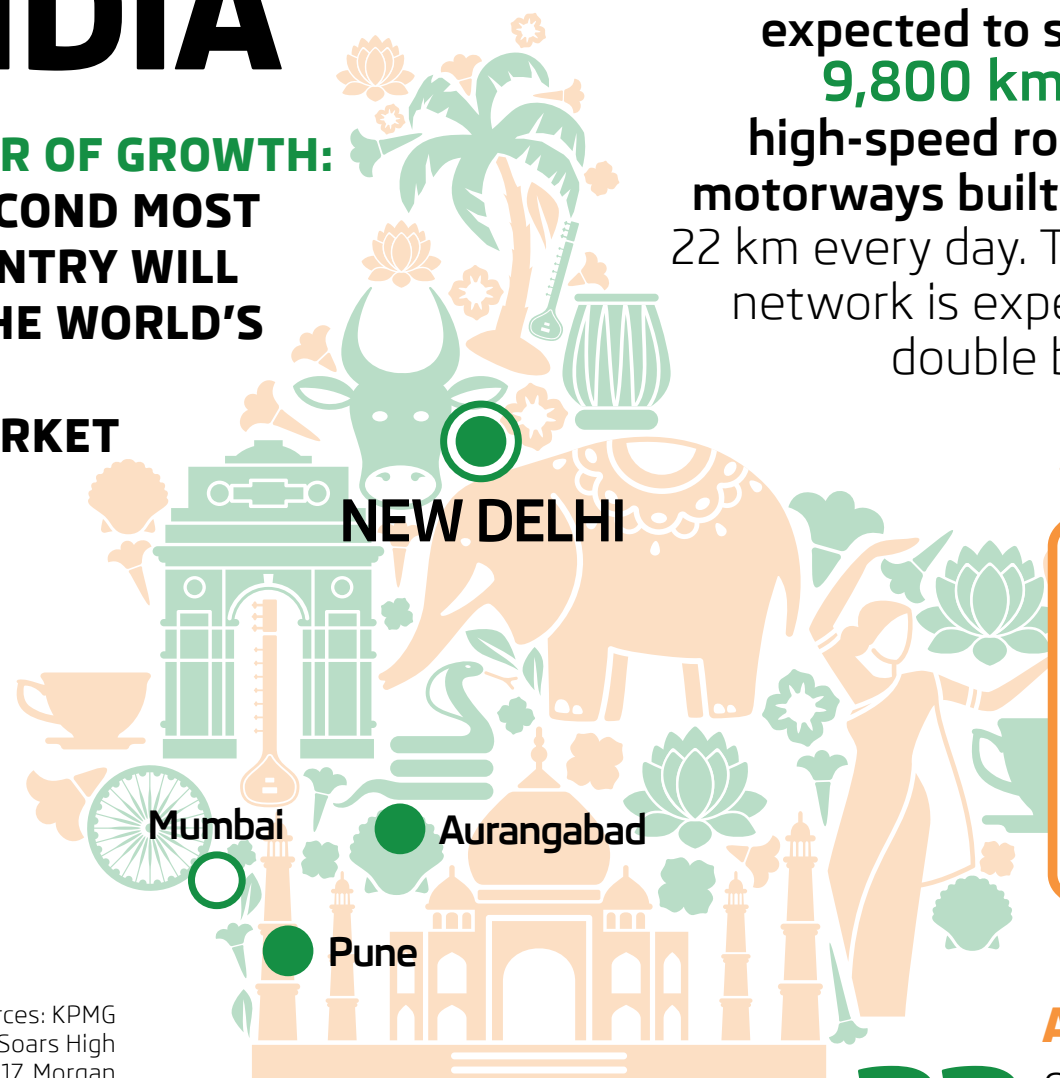 NDIA
R OF GROWTH:
COND MOST
NTRY WILL
HE WORLD'S
RKET
expected to s
9,800 km
high-speed ro
motorways built
22 km every day. T
network is expe
double b
NEW DELHI
Mumbai
Aurangabad
Pune
rces: KPMG
Soars High
17, Morgan
A